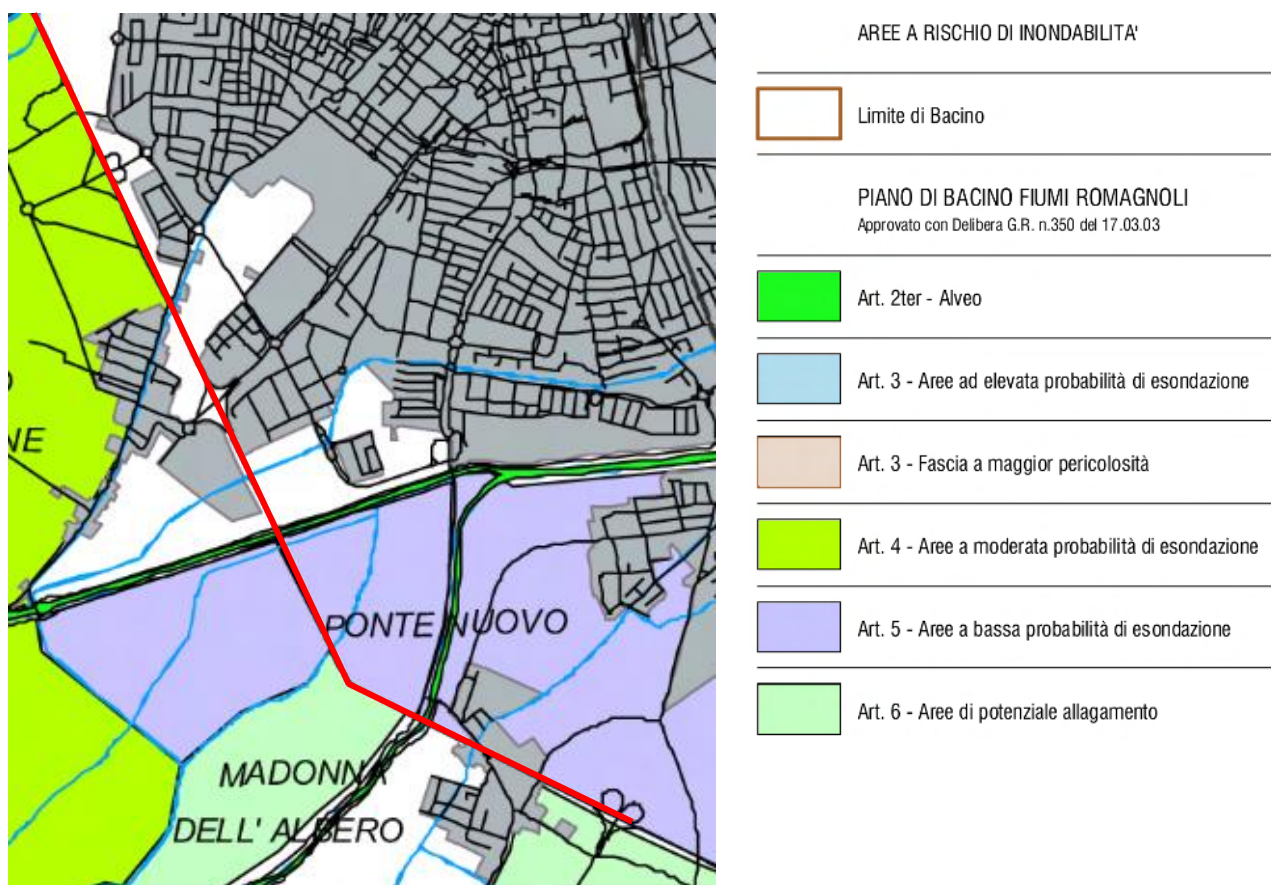 NE
PONTE NUOVO
MADONNA
DELL' ALBERO
AREE A RISCHIO DI INONDABILITA'
Limite di Bacino
PIANO DI BACINO FIUMI ROMAGNOLI
Approvato con Delibera G.R. n.350 del 17.03.03
Art. 2ter - Alveo
Art. 3 - Aree ad elevata probabilità di esondazione
Art. 3 - Fascia a maggior pericolosità
Art. 4 - Aree a moderata probabilità di esondazione
Art. 5 - Aree a bassa probabilità di esondazione
Art. 6 - Aree di potenziale allagamento